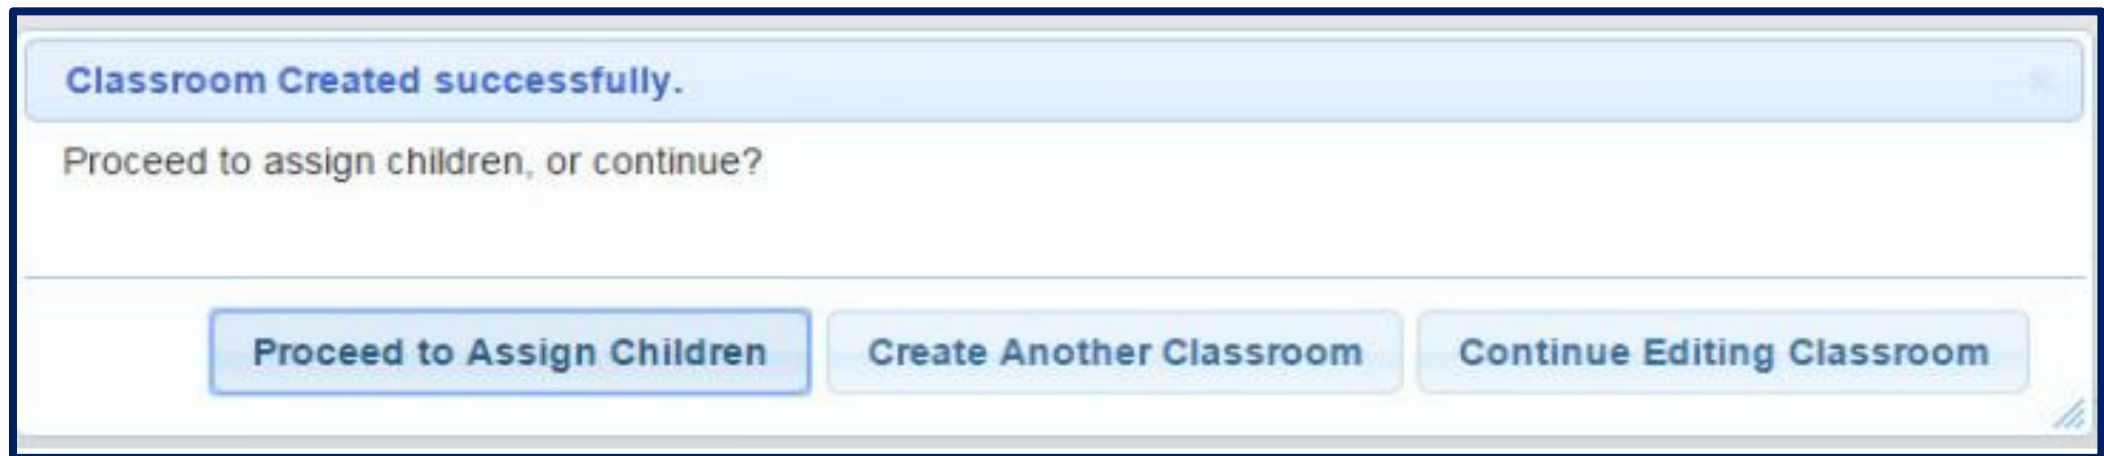 Classroom Created successfully.
Proceed to assign children, or continue?
Proceed to Assign Children Create Another Classroom Continue Editing Classroom